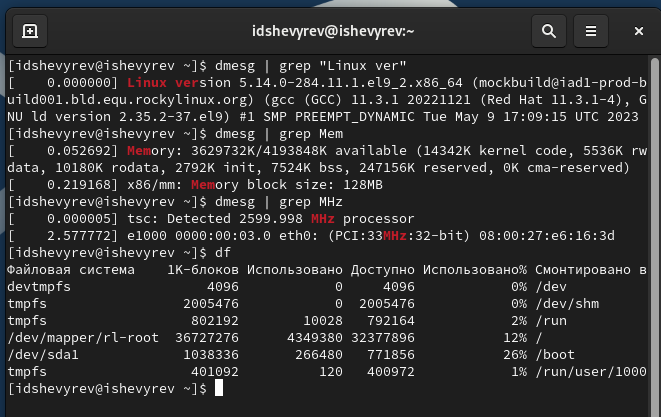 idshevyrev@ishevyrev:~
[idshevyrev@ishevyrev ~]$ dmesg | grep "Linux ver"
[    0.000000] Linux version 5.14.0-284.11.1.el9_2.x86_64 (mockbuild@iad1-prod-b
uild001.bld.equ.rockylinux.org) (gcc (GCC) 11.3.1 20221121 (Red Hat 11.3.1-4), G
NU ld version 2.35.2-37.el9) #1 SMP PREEMPT_DYNAMIC Tue May 9 17:09:15 UTC 2023
[idshevyrev@ishevyrev ~]$ dmesg | grep Mem
[    0.052692] Memory: 3629732K/4193848K available (14342K kernel code, 5536K rw
data, 10180K rodata, 2792K init, 7524K bss, 247156K reserved, 0K cma-reserved)
[    0.219168] x86/mm: Memory block size: 128MB
[idshevyrev@ishevyrev ~]$ dmesg | grep MHz
[    0.000005] tsc: Detected 2599.998 MHz processor
[    2.577772] e1000 0000:00:03.0 eth0: (PCI:33MHz:32-bit) 08:00:27:e6:16:3d
[idshevyrev@ishevyrev ~]$ df
Файловая система    1K-блоков Использовано Доступно Использовано% Cмонтировано в
devtmpfs                 4096            0     4096            0% /dev
tmpfs                 2005476            0  2005476            0% /dev/shm
tmpfs                  802192        10028   792164            2% /run
/dev/mapper/rl-root  36727276      4349380 32377896           12% /
/dev/sda1             1038336       266480   771856           26% /boot
tmpfs                  401092          120   400972            1% /run/user/1000
[idshevyrev@ishevyrev ~]$